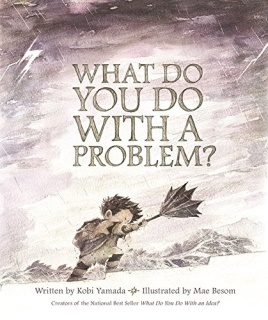 WHAT DO
YOU DO
WITH A
PROBLEM?
Written by Kobi Yamada Illustrated by Mae Besom
Creators of the National Best Seller What Do You Do With an Idea?